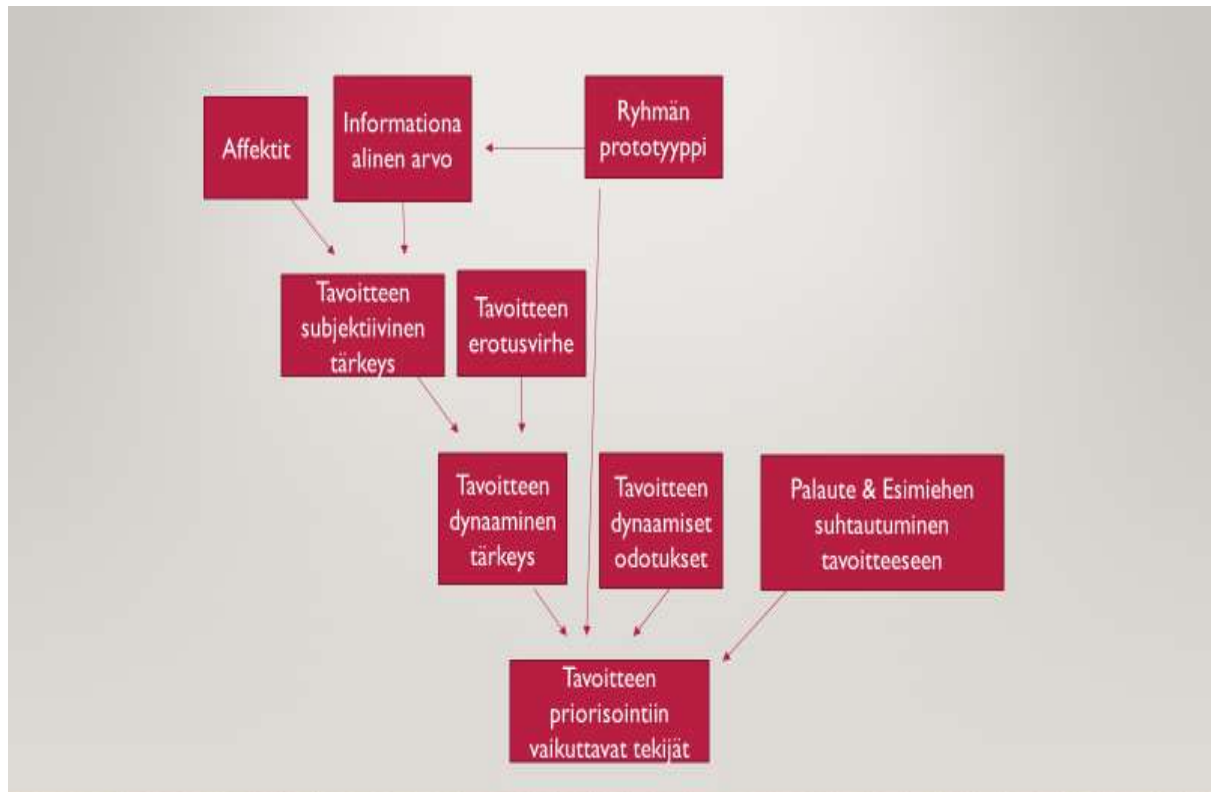 Affektit
Informationa
alinen arvo
Ryhmän
prototyyppi
Tavoitteen
subjektiivinen
tärkeys
Tavoitteen
erotusvirhe
Tavoitteen
dynaaminen
tärkeys
Tavoitteen
dynaamiset
odotukset
Palaute & Esimiehen
suhtautuminen
tavoitteeseen
Tavoitteen
priorisointiin
vaikuttavat tekijät